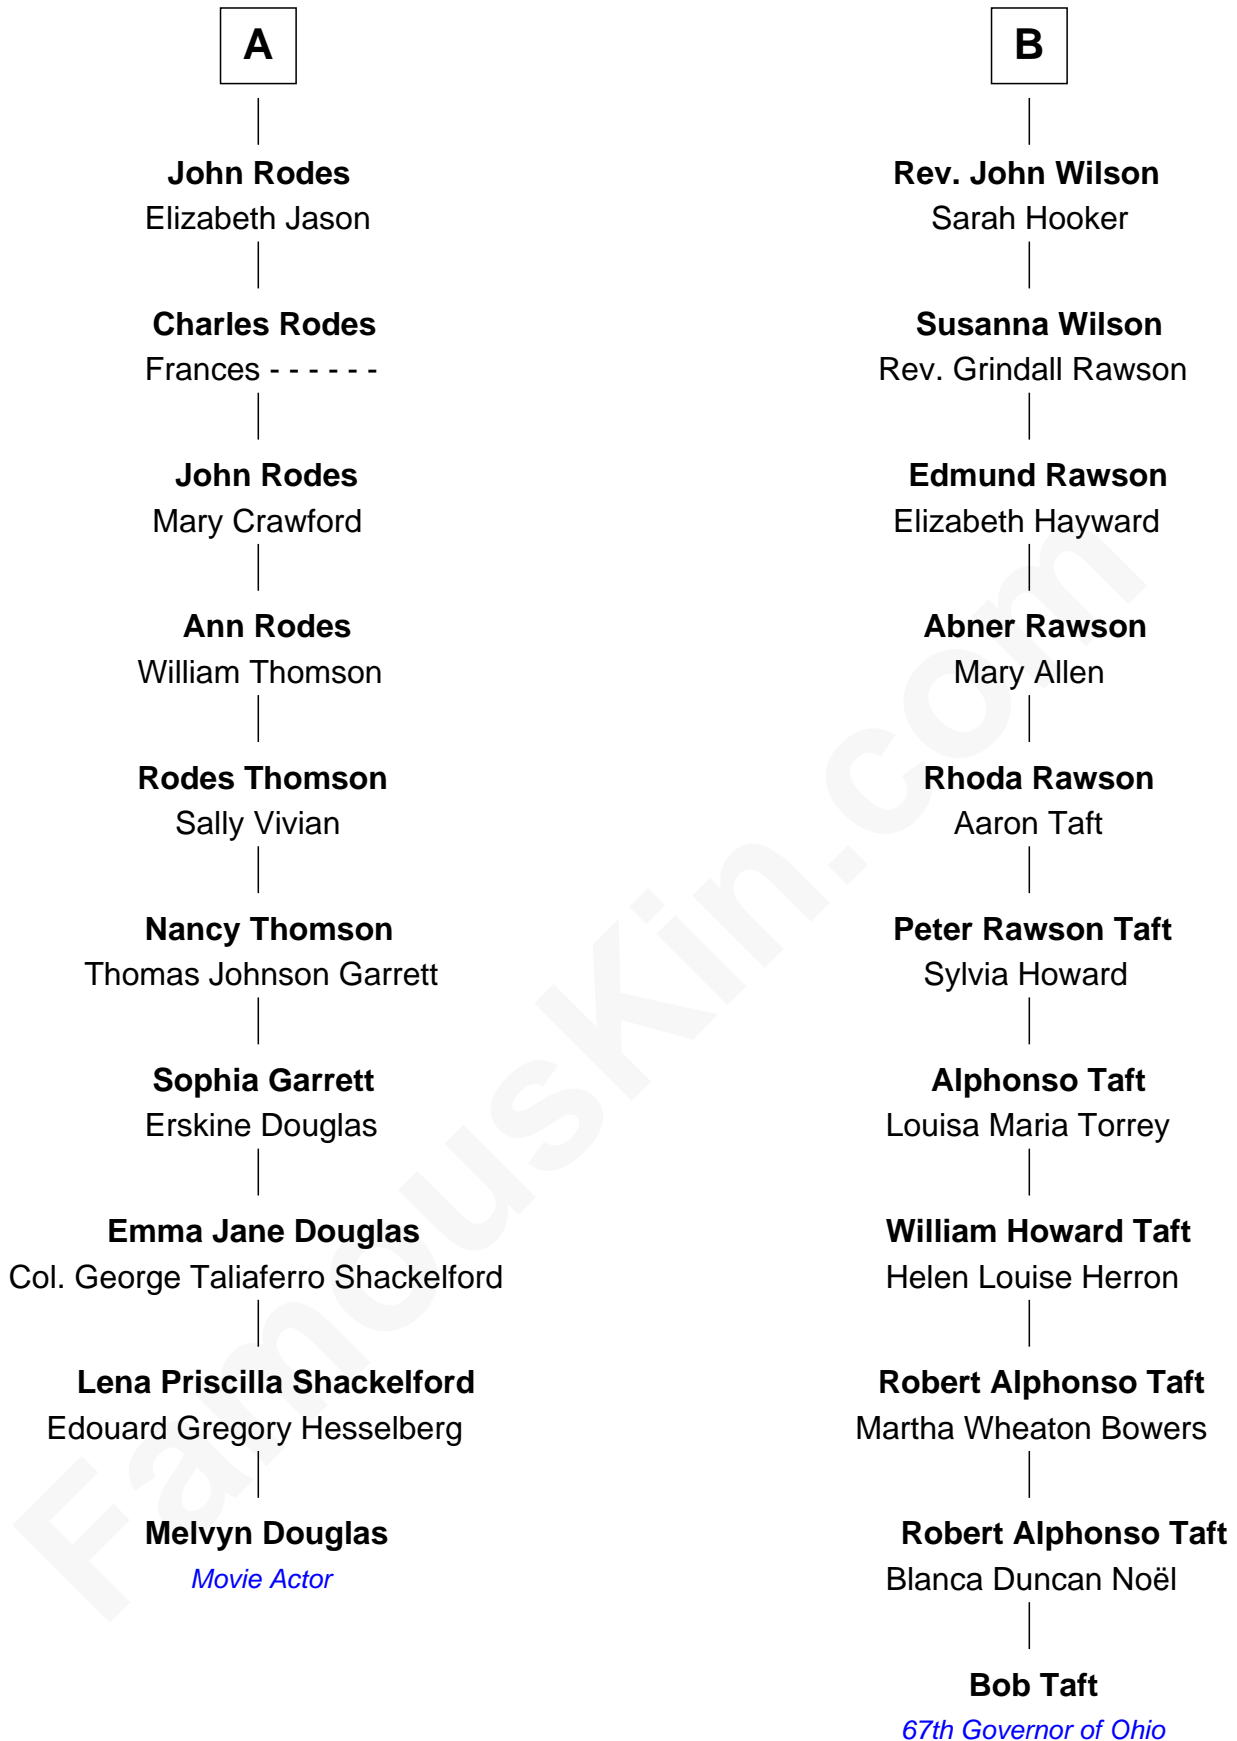 A
John Rodes
Elizabeth Jason
Charles Rodes
Frances - - - - - -
John Rodes
Mary Crawford
Ann Rodes
William Thomson
Rodes Thomson
Sally Vivian
Nancy Thomson
Thomas Johnson Garrett
Sophia Garrett
Erskine Douglas
Emma Jane Douglas
Col. George Taliaferro Shackelford
Lena Priscilla Shackelford
Edouard Gregory Hesselberg
Melvyn Douglas
Movie Actor
B
Rev. John Wilson
Sarah Hooker
Susanna Wilson
Rev. Grindall Rawson
Edmund Rawson
Elizabeth Hayward
Abner Rawson
Mary Allen
Rhoda Rawson
Aaron Taft
Peter Rawson Taft
Sylvia Howard
Alphonso Taft
Louisa Maria Torrey
William Howard Taft
Helen Louise Herron
Robert Alphonso Taft
Martha Wheaton Bowers
Robert Alphonso Taft
Blanca Duncan Noël
Bob Taft
67th Governor of Ohio
FamousKin.com